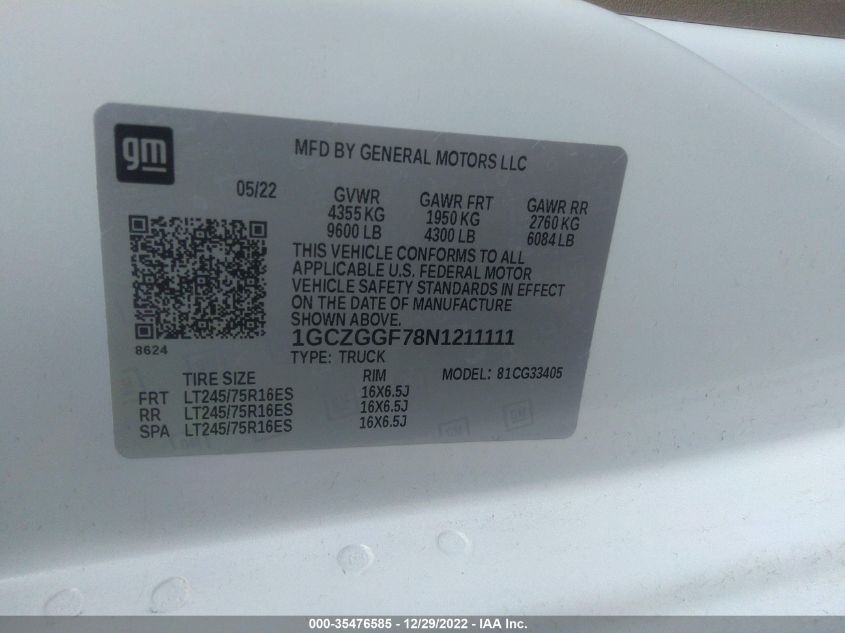 gm
MFD BY GENERAL MOTORS LLC
05/22
GVWR GAWR FRT GAWR RR
4355 KG 1950 KG 2760 KG
9600 LB 4300 LB 6084 LB
THIS VEHICLE CONFORMS TO ALL
APPLICABLE U.S. FEDERAL MOTOR
VEHICLE SAFETY STANDARDS IN EFFECT
ON THE DATE OF MANUFACTURE
SHOWN ABOVE.
8624
1GCZGGF78N1211111
TYPE: TRUCK
MODEL: 81CG33405
TIRE SIZE RIM
FRT LT245/75R16ES 16X6.5J
RR LT245/75R16ES 16X6.5J
SPA LT245/75R16ES 16X6.5J
gm gm
000-35476585 - 12/29/2022 - IAA Inc.